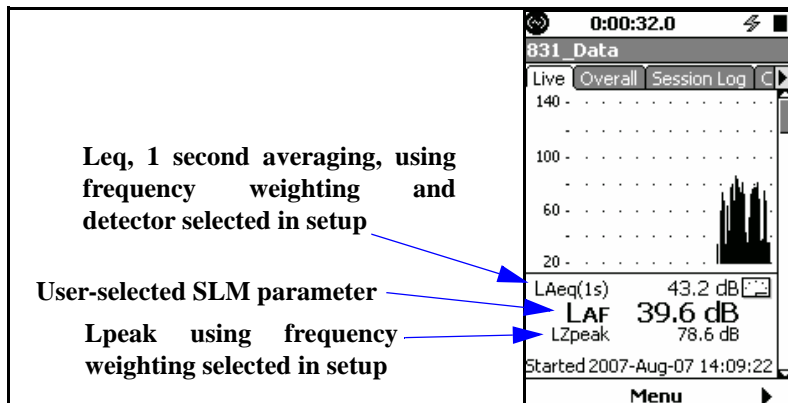 Leq, 1 second averaging, using
frequency weighting and
detector selected in setup
User-selected SLM parameter
Lpeak using frequency
weighting selected in setup
0:00:32.0
831_Data
Live Overall Session Log C
140
100
60
20
LAeq(1s) 43.2 dB
LAF 39.6 dB
LZpeak 78.6 dB
Started 2007-Aug-07 14:09:22
Menu